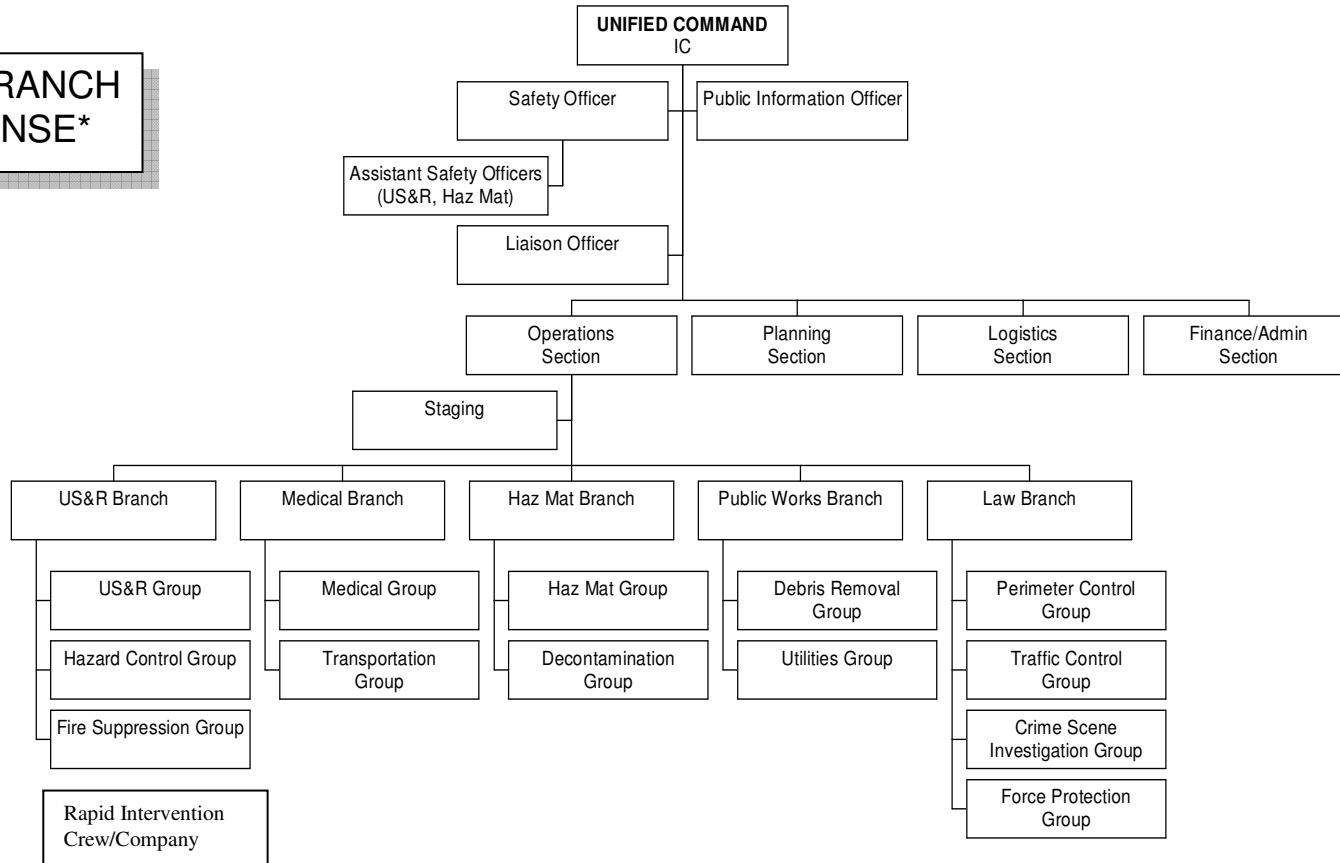 UNIFIED COMMAND
IC
RANCH
NSE*
Safety Officer
Public Information Officer
Assistant Safety Officers
(US&R, Haz Mat)
Liaison Officer
Operations
Section
Planning
Section
Logistics
Section
Finance/Admin
Section
Staging
US&R Branch
Medical Branch
Haz Mat Branch
Public Works Branch
Law Branch
US&R Group
Hazard Control Group
Fire Suppression Group
Medical Group
Transportation
Group
Haz Mat Group
Decontamination
Group
Debris Removal
Group
Utilities Group
Perimeter Control
Group
Traffic Control
Group
Crime Scene
Investigation Group
Force Protection
Group
Rapid Intervention
Crew/Company